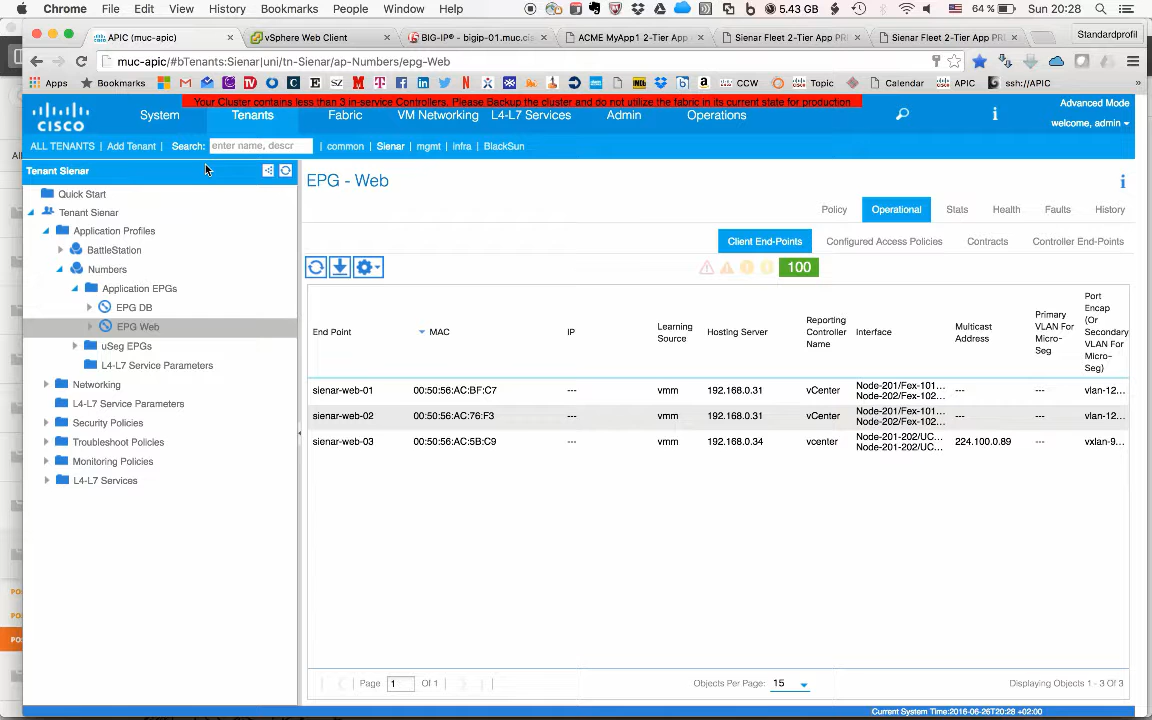 Chrome File Edit View History Bookmarks People Window Help 5.43 GB 64 % Sun 20:28
APIC (muc-apic) vSphere Web Client BIG-IP® - bigip-01.muc.cis ACME MyApp1 2-Tier App Sienar Fleet 2-Tier App PRE Sienar Fleet 2-Tier App PRE Standardprofil
muc-apic/#bTenants:Sienar|uni/tn-Sienar/ap-Numbers/epg-Web
Apps Bookmarks CCW Topic Calendar APIC ssh://APIC »
Your Cluster contains less than 3 in-service Controllers. Please Backup the cluster and do not utilize the fabric in its current state for production
Advanced Mode
CISCO System Tenants Fabric VM Networking L4-L7 Services Admin Operations i
welcome, admin
ALL TENANTS | Add Tenant | Search: enter name, descr | common | Sienar | mgmt | infra | BlackSun
Tenant Sienar
Quick Start
Tenant Sienar
Application Profiles
BattleStation
Numbers
Application EPGs
EPG DB
EPG Web
uSeg EPGs
L4-L7 Service Parameters
Networking
L4-L7 Service Parameters
Security Policies
Troubleshoot Policies
Monitoring Policies
L4-L7 Services
EPG - Web i
Policy Operational Stats Health Faults History
Client End-Points Configured Access Policies Contracts Controller End-Points
100
End Point MAC IP Learning Source Hosting Server Reporting Controller Name Interface Multicast Address Primary VLAN For Micro-Seg Port Encap (Or Secondary VLAN For Micro-Seg)
sienar-web-01 00:50:56:AC:BF:C7 --- vmm 192.168.0.31 vCenter Node-201/Fex-101... Node-202/Fex-102... --- --- vlan-12...
sienar-web-02 00:50:56:AC:76:F3 --- vmm 192.168.0.31 vCenter Node-201/Fex-101... Node-202/Fex-102... --- --- vlan-12...
sienar-web-03 00:50:56:AC:5B:C9 --- vmm 192.168.0.34 vcenter Node-201-202/UC... Node-201-202/UC... 224.100.0.89 --- vxlan-9...
Page 1 Of 1 Objects Per Page: 15 Displaying Objects 1 - 3 Of 3
Current System Time:2016-06-26T20:28 +02:00